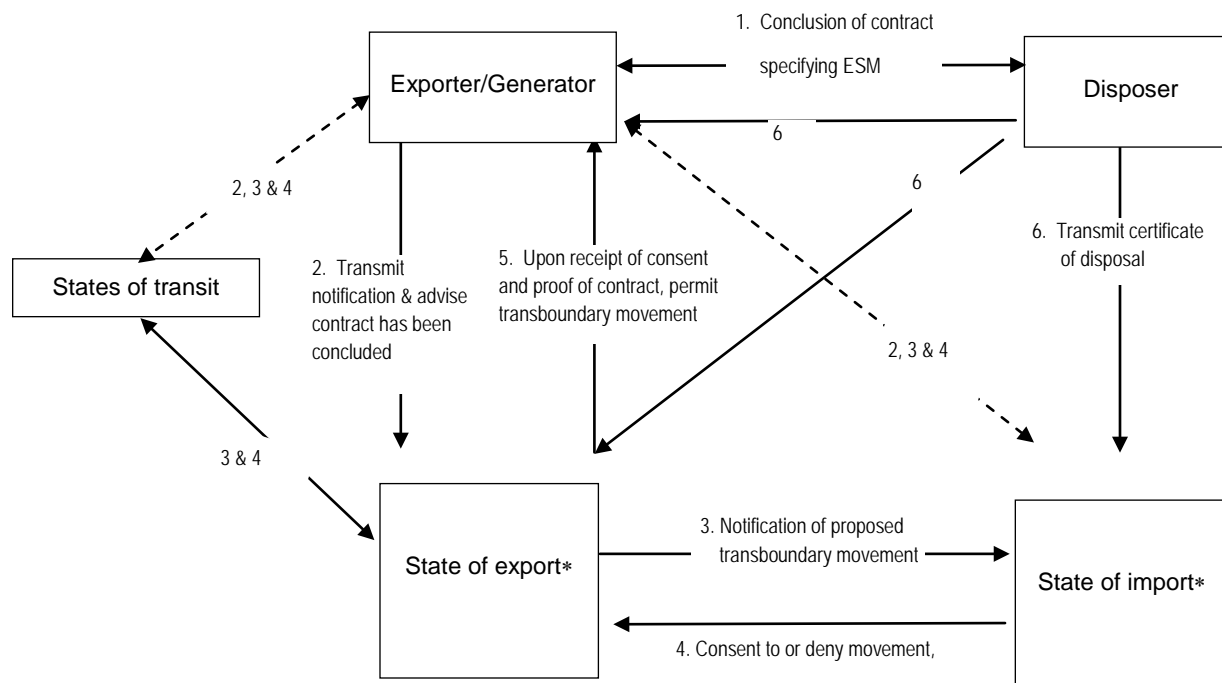 1. Conclusion of contract
specifying ESM
Exporter/Generator
Disposer
6
2, 3 & 4
6
6. Transmit certificate
of disposal
States of transit
2. Transmit
notification & advise
contract has been
concluded
5. Upon receipt of consent
and proof of contract, permit
transboundary movement
2, 3 & 4
3 & 4
3. Notification of proposed
transboundary movement
State of export*
State of import*
4. Consent to or deny movement,